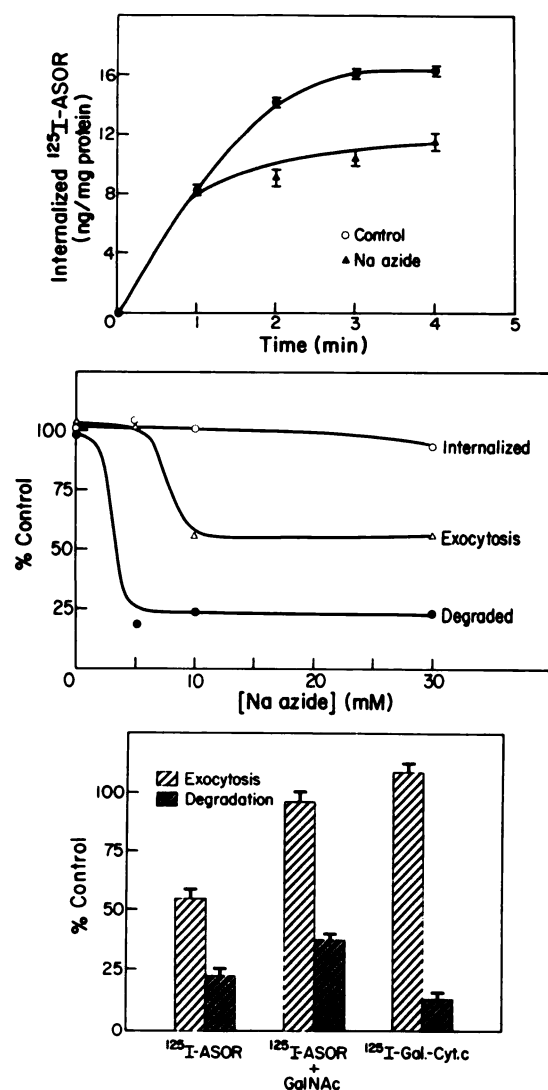 Internalized ¹²⁵I-ASOR
(ng/mg protein)
16
12
8
4
0
1
2
3
4
5
Time (min)
○ Control
▲ Na azide
% Control
100
75
50
25
0
10
20
30
[Na azide] (mM)
Internalized
Exocytosis
Degraded
% Control
100
75
50
25
0
Exocytosis
Degradation
¹²⁵I-ASOR
¹²⁵I-ASOR
+
GalNAc
¹²⁵I-Gal.-Cyt.c